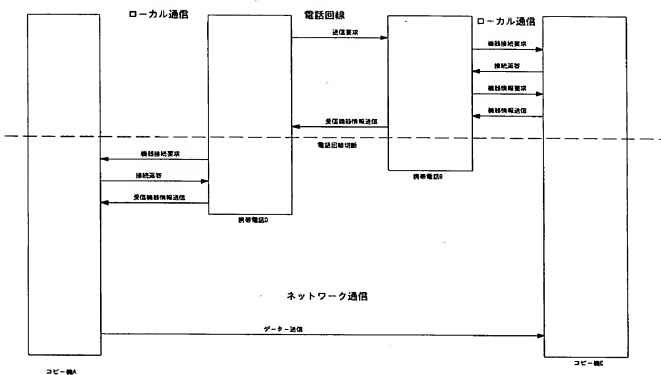 ローカル通信
電話回線
ローカル通信
送信要求
機器接続要求
接続返答
機器情報要求
機器情報送信
受信機器情報送信
電話回線切断
機器接続要求
接続返答
受信機器情報送信
携帯電話B
携帯電話D
ネットワーク通信
データー送信
コピー機A
コピー機C